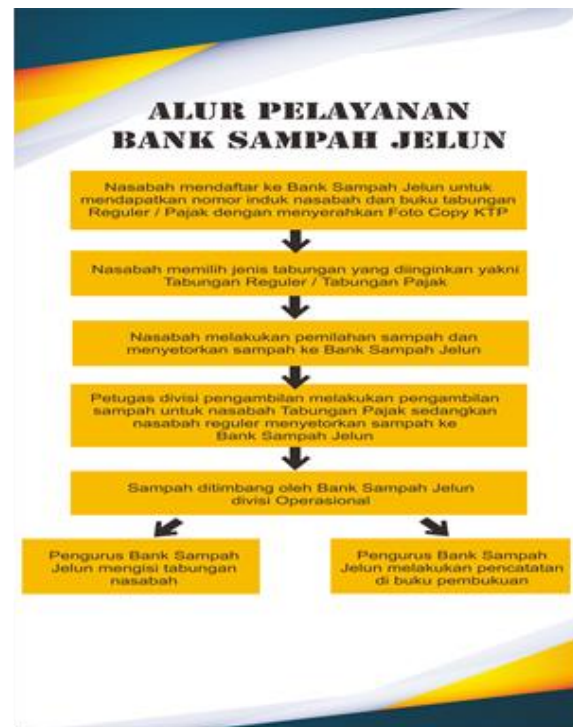 ALUR PELAYANAN
BANK SAMPAH JELUN
Nasabah mendaftar ke Bank Sampah Jelun untuk
mendapatkan nomor induk nasabah dan buku tabungan
Reguler / Pajak dengan menyerahkan Foto Copy KTP
Nasabah memilih jenis tabungan yang diinginkan yakni
Tabungan Reguler / Tabungan Pajak
Nasabah melakukan pemilahan sampah dan
menyetorkan sampah ke Bank Sampah Jelun
Petugas divisi pengambilan melakukan pengambilan
sampah untuk nasabah Tabungan Pajak sedangkan
nasabah reguler menyetorkan sampah ke
Bank Sampah Jelun
Sampah ditimbang oleh Bank Sampah Jelun
divisi Operasional
Pengurus Bank Sampah
Jelun mengisi tabungan
nasabah
Pengurus Bank Sampah
Jelun melakukan pencatatan
di buku pembukuan